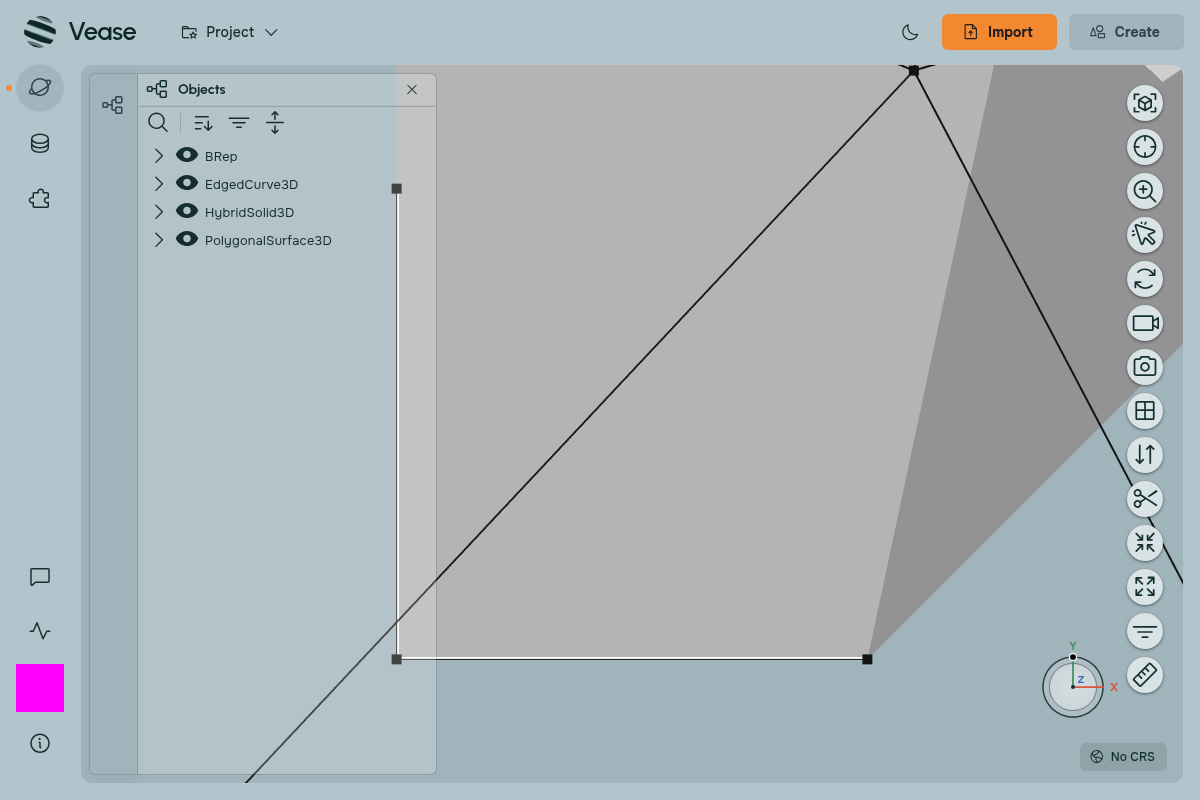 Vease
Project
Import
Create
Objects
BRep
EdgedCurve3D
HybridSolid3D
PolygonalSurface3D
Y
Z
X
No CRS